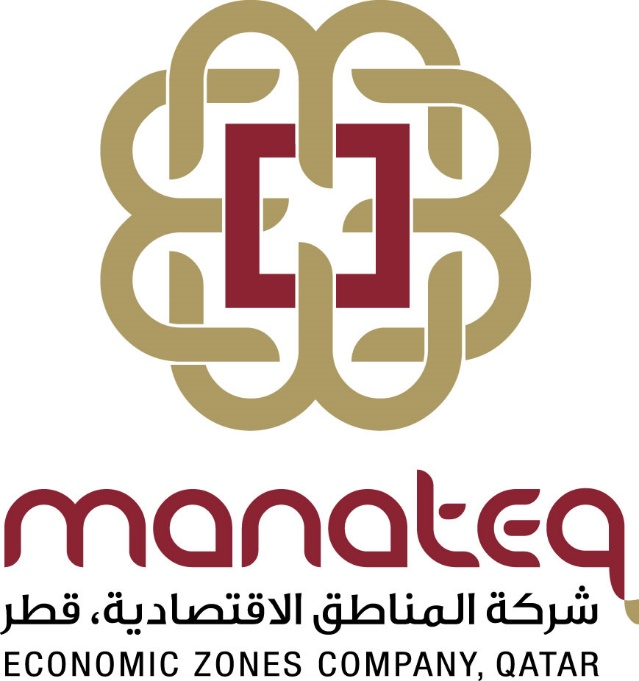 manateq
شركة المناطق الاقتصادية، قطر
ECONOMIC ZONES COMPANY, QATAR